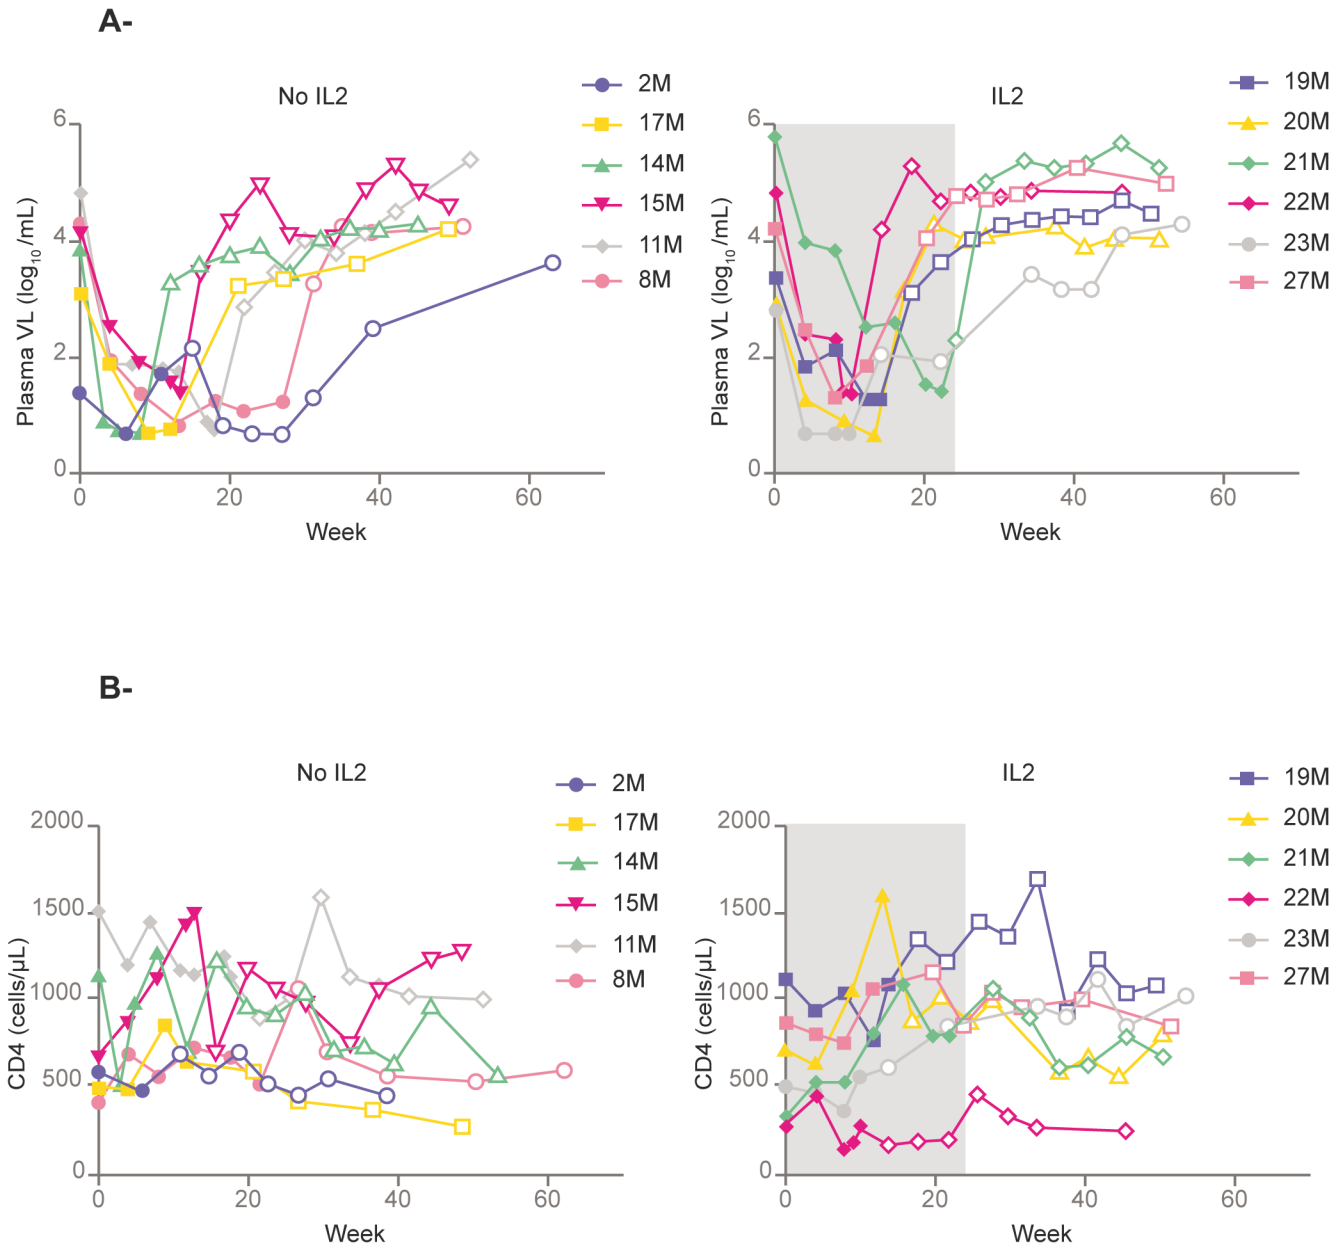 A-
No IL2
2M
17M
14M
15M
11M
8M
6
4
2
0
0 20 40 60
Plasma VL (log10/mL)
Week
IL2
19M
20M
21M
22M
23M
27M
6
4
2
0
0 20 40 60
Plasma VL (log10/mL)
Week
B-
No IL2
2M
17M
14M
15M
11M
8M
2000
1500
1000
500
0
0 20 40 60
CD4 (cells/µL)
Week
IL2
19M
20M
21M
22M
23M
27M
2000
1500
1000
500
0
0 20 40 60
CD4 (cells/µL)
Week